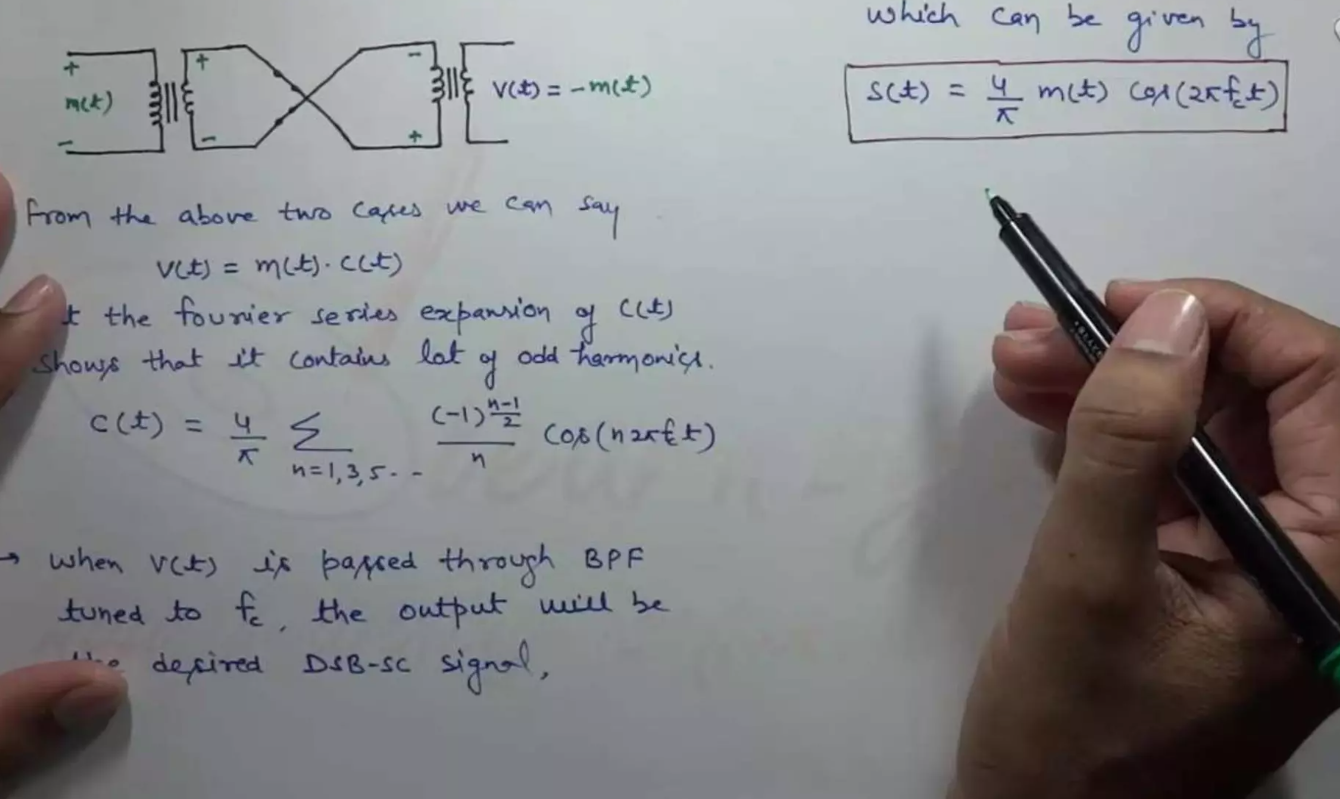 + + - 
m(t) V(t) = -m(t)
- - +
From the above two cases we can say
V(t) = m(t). C(t)
t the fourier series expansion of C(t)
shows that it contains lot of odd harmonics.
C(t) = 4/π Σ n=1,3,5.. (-1)^((n-1)/2)/n Cos(n2πfct)
→ When V(t) is passed through BPF
tuned to fc, the output will be
the desired DSB-SC signal,
which can be given by
S(t) = 4/π m(t) Cos(2πfct)